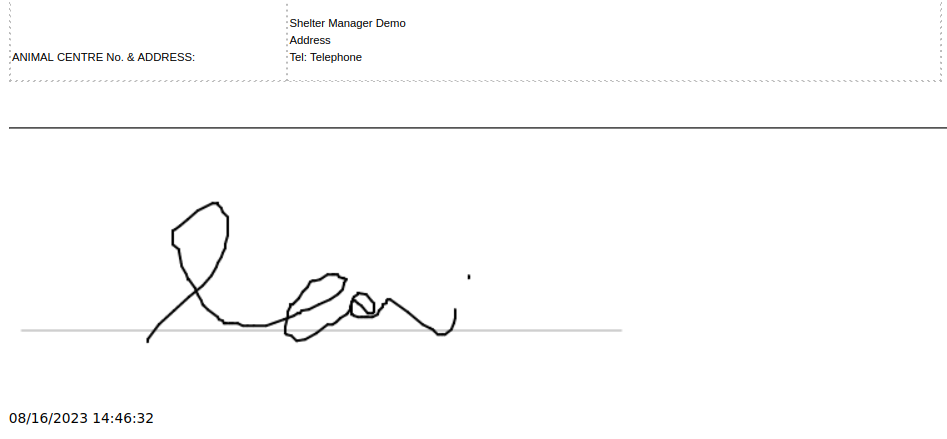 Shelter Manager Demo
Address
ANIMAL CENTRE No. & ADDRESS: Tel: Telephone
08/16/2023 14:46:32